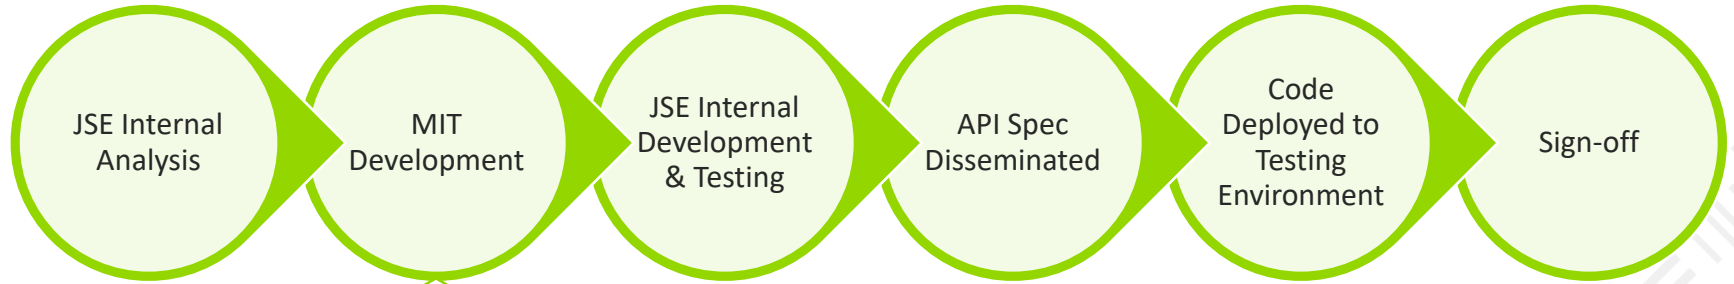 JSE Internal
Analysis
MIT
Development
JSE Internal
Development
& Testing
API Spec
Disseminated
Code
Deployed to
Testing
Environment
Sign-off